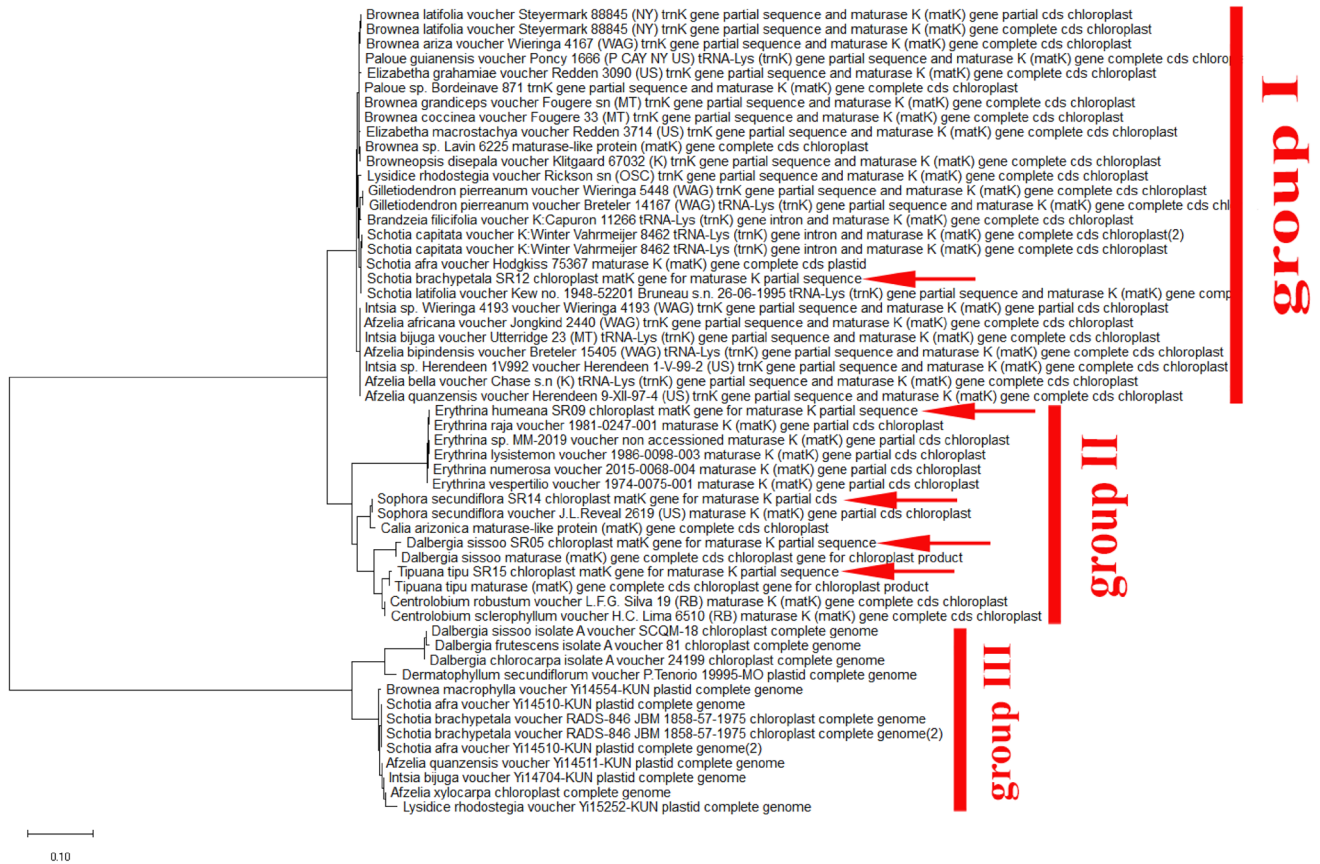 Brownea latifolia voucher Steyermark 88845 (NY) trnK gene partial sequence and maturase K (matK) gene partial cds chloroplast
Brownea latifolia voucher Steyermark 88845 (NY) trnK gene partial sequence and maturase K (matK) gene complete cds chloroplast
Brownea ariza voucher Wieringa 4167 (WAG) trnK gene partial sequence and maturase K (matK) gene complete cds chloroplast
Paloue guianensis voucher Poncy 1666 (P CAY NY US) tRNA-Lys (trnK) gene partial sequence and maturase K (matK) gene complete cds chlorop
Elizabetha grahamiae voucher Redden 3090 (US) trnK gene partial sequence and maturase K (matK) gene complete cds chloroplast
Paloue sp. Bordeinave 871 trnK gene partial sequence and maturase K (matK) gene complete cds chloroplast
Brownea grandiceps voucher Fougere sn (MT) trnK gene partial sequence and maturase K (matK) gene complete cds chloroplast
Brownea coccinea voucher Fougere 33 (MT) trnK gene partial sequence and maturase K (matK) gene complete cds chloroplast
Elizabetha macrostachya voucher Redden 3714 (US) trnK gene partial sequence and maturase K (matK) gene complete cds chloroplast
Brownea sp. Lavin 6225 maturase-like protein (matK) gene complete cds chloroplast
Browneopsis disepala voucher Klitgaard 67032 (K) trnK gene partial sequence and maturase K (matK) gene complete cds chloroplast
Lysidice rhodostegia voucher Rickson sn (OSC) trnK gene partial sequence and maturase K (matK) gene complete cds chloroplast
Gilletiodendron pierreanum voucher Wieringa 5448 (WAG) trnK gene partial sequence and maturase K (matK) gene complete cds chloroplast
Gilletiodendron pierreanum voucher Breteler 14167 (WAG) tRNA-Lys (trnK) gene partial sequence and maturase K (matK) gene complete cds chl
Brandzeia filicifolia voucher K:Capuron 11266 tRNA-Lys (trnK) gene intron and maturase K (matK) gene complete cds chloroplast
Schotia capitata voucher K:Winter Vahrmeijer 8462 tRNA-Lys (trnK) gene intron and maturase K (matK) gene complete cds chloroplast(2)
Schotia capitata voucher K:Winter Vahrmeijer 8462 tRNA-Lys (trnK) gene intron and maturase K (matK) gene complete cds chloroplast
Schotia afra voucher Hodgkiss 75367 maturase K (matK) gene complete cds plastid
Schotia brachypetala SR12 chloroplast matK gene for maturase K partial sequence
Schotia latifolia voucher Kew no. 1948-52201 Bruneau s.n. 26-06-1995 tRNA-Lys (trnK) gene partial sequence and maturase K (matK) gene comp
Intsia sp. Wieringa 4193 voucher Wieringa 4193 (WAG) trnK gene partial sequence and maturase K (matK) gene complete cds chloroplast
Afzelia africana voucher Jongkind 2440 (WAG) trnK gene partial sequence and maturase K (matK) gene complete cds chloroplast
Intsia bijuga voucher Utterridge 23 (MT) trnK gene partial sequence and maturase K (matK) gene complete cds chloroplast
Afzelia bipindensis voucher Breteler 15405 (WAG) tRNA-Lys (trnK) gene partial sequence and maturase K (matK) gene complete cds chloroplast
Intsia sp. Herendeen 1V992 voucher Herendeen 1-V-99-2 (US) trnK gene partial sequence and maturase K (matK) gene complete cds chloroplast
Afzelia bella voucher Chase s.n (K) tRNA-Lys (trnK) gene partial sequence and maturase K (matK) gene complete cds chloroplast
Afzelia quanzensis voucher Herendeen 9-XII-97-4 (US) trnK gene partial sequence and maturase K (matK) gene complete cds chloroplast
group I
Erythrina humeana SR09 chloroplast matK gene for maturase K partial sequence
Erythrina raja voucher 1981-0247-001 maturase K (matK) gene partial cds chloroplast
Erythrina sp. MM-2019 voucher non accessioned maturase K (matK) gene partial cds chloroplast
Erythrina lysistemon voucher 1986-0098-003 maturase K (matK) gene partial cds chloroplast
Erythrina numerosa voucher 2015-0068-004 maturase K (matK) gene partial cds chloroplast
Erythrina vespertilio voucher 1974-0075-001 maturase K (matK) gene partial cds chloroplast
Sophora secundiflora SR14 chloroplast matK gene for maturase K partial cds
Sophora secundiflora voucher J.L.Reveal 2619 (US) maturase K (matK) gene partial cds chloroplast
Calia arizonica maturase-like protein (matK) gene complete cds chloroplast
Dalbergia sissoo SR05 chloroplast matK gene for maturase K partial sequence
Dalbergia sissoo maturase (matK) gene complete cds chloroplast gene for chloroplast product
Tipuana tipu SR15 chloroplast matK gene for maturase K partial sequence
Tipuana tipu maturase (matK) gene complete cds chloroplast gene for chloroplast product
Centrolobium robustum voucher L.F.G. Silva 19 (RB) maturase K (matK) gene complete cds chloroplast
Centrolobium sclerophyllum voucher H.C. Lima 6510 (RB) maturase K (matK) gene complete cds chloroplast
group II
Dalbergia sissoo isolate A voucher SCQM-18 chloroplast complete genome
Dalbergia frutescens isolate A voucher 81 chloroplast complete genome
Dalbergia chlorocarpa isolate A voucher 24199 chloroplast complete genome
Dermatophyllum secundiflorum voucher P.Tenorio 19995-MO plastid complete genome
Brownea macrophylla voucher Yi14554-KUN plastid complete genome
Schotia afra voucher Yi14510-KUN plastid complete genome
Schotia brachypetala voucher RADS-846 JBM 1858-57-1975 chloroplast complete genome
Schotia brachypetala voucher RADS-846 JBM 1858-57-1975 chloroplast complete genome(2)
Schotia afra voucher Yi14510-KUN plastid complete genome(2)
Afzelia quanzensis voucher Yi14511-KUN plastid complete genome
Intsia bijuga voucher Yi14704-KUN plastid complete genome
Afzelia xylocarpa chloroplast complete genome
Lysidice rhodostegia voucher Yi15252-KUN plastid complete genome
group III
0.10